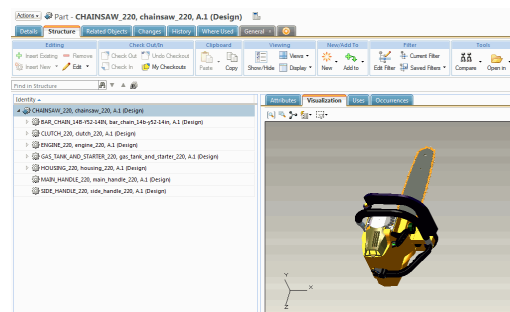 Actions Part - CHAINSAW_220, chainsaw_220, A.1 (Design)
Details Structure Related Objects Changes History Where Used General
Editing Check Out/In Clipboard Viewing New/Add To Filter Tools
Insert Existing Remove Check Out Undo Checkout Paste Copy Show/Hide Views New Add to Edit Filter Current Filter Compare Open in
Insert New Edit Check In My Checkouts Display Saved Filters
Find in Structure
Identity
CHAINSAW_220, chainsaw_220, A.1 (Design)
BAR_CHAIN_14B-Y52-14IN, bar_chain_14b-y52-14in, A.1 (Design)
CLUTCH_220, clutch_220, A.1 (Design)
ENGINE_220, engine_220, A.1 (Design)
GAS_TANK_AND_STARTER_220, gas_tank_and_starter_220, A.1 (Design)
HOUSING_220, housing_220, A.1 (Design)
MAIN_HANDLE_220, main_handle_220, A.1 (Design)
SIDE_HANDLE_220, side_handle_220, A.1 (Design)
Attributes Visualization Uses Occurrences
Y
X
Z